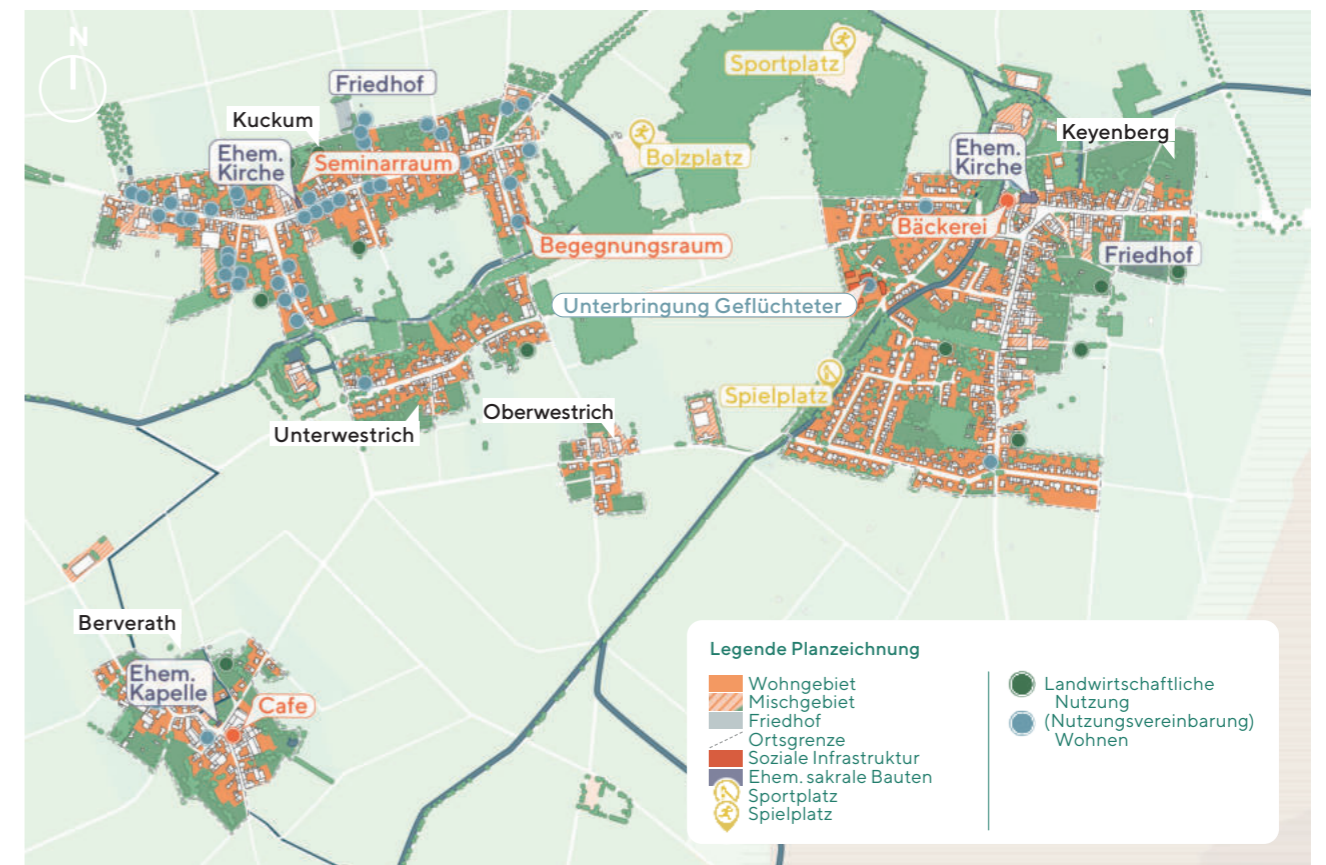 N
Sportplatz
Friedhof
Kuckum
Bolzplatz
Keyenberg
Ehem.
Kirche
Seminarraum
Ehem.
Kirche
Bäckerei
Begegnungsraum
Friedhof
Unterbringung Geflüchteter
Spielplatz
Oberwestrich
Unterwestrich
Berverath
Ehem.
Kapelle
Cafe
Legende Planzeichnung
Wohngebiet
Mischgebiet
Friedhof
Ortsgrenze
Soziale Infrastruktur
Ehem. sakrale Bauten
Sportplatz
Spielplatz
Landwirtschaftliche
Nutzung
(Nutzungsvereinbarung)
Wohnen